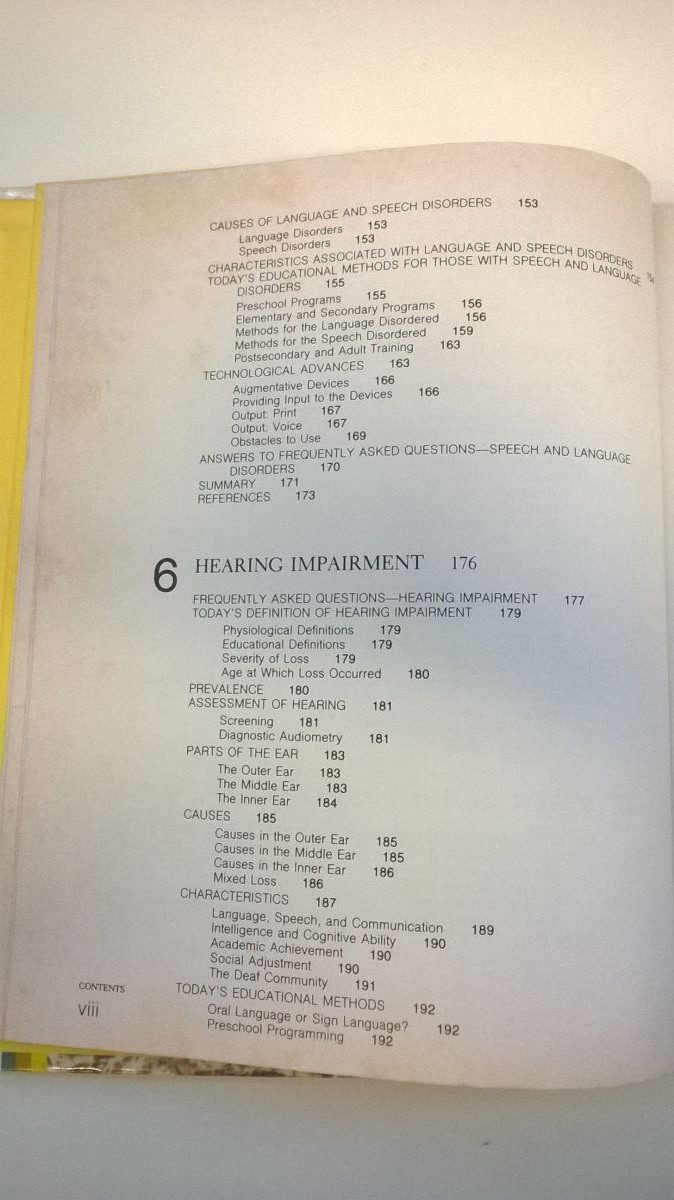 CAUSES OF LANGUAGE AND SPEECH DISORDERS 153
Language Disorders 153
Speech Disorders 153
CHARACTERISTICS ASSOCIATED WITH LANGUAGE AND SPEECH DISORDERS
TODAY'S EDUCATIONAL METHODS FOR THOSE WITH SPEECH AND LANGUAGE
DISORDERS 155
Preschool Programs 155
Elementary and Secondary Programs 156
Methods for the Language Disordered 156
Methods for the Speech Disordered 159
Postsecondary and Adult Training 163
TECHNOLOGICAL ADVANCES 163
Augmentative Devices 166
Providing Input to the Devices 166
Output: Print 167
Output: Voice 167
Obstacles to Use 169
ANSWERS TO FREQUENTLY ASKED QUESTIONS—SPEECH AND LANGUAGE
DISORDERS 170
SUMMARY 171
REFERENCES 173
6 HEARING IMPAIRMENT 176
FREQUENTLY ASKED QUESTIONS—HEARING IMPAIRMENT 177
TODAY'S DEFINITION OF HEARING IMPAIRMENT 179
Physiological Definitions 179
Educational Definitions 179
Severity of Loss 179
Age at Which Loss Occurred 180
PREVALENCE 180
ASSESSMENT OF HEARING 181
Screening 181
Diagnostic Audiometry 181
PARTS OF THE EAR 183
The Outer Ear 183
The Middle Ear 183
The Inner Ear 184
CAUSES 185
Causes in the Outer Ear 185
Causes in the Middle Ear 185
Causes in the Inner Ear 186
Mixed Loss 186
CHARACTERISTICS 187
Language, Speech, and Communication 189
Intelligence and Cognitive Ability 190
Academic Achievement 190
Social Adjustment 190
The Deaf Community 191
TODAY'S EDUCATIONAL METHODS 192
Oral Language or Sign Language? 192
Preschool Programming 192
CONTENTS
viii